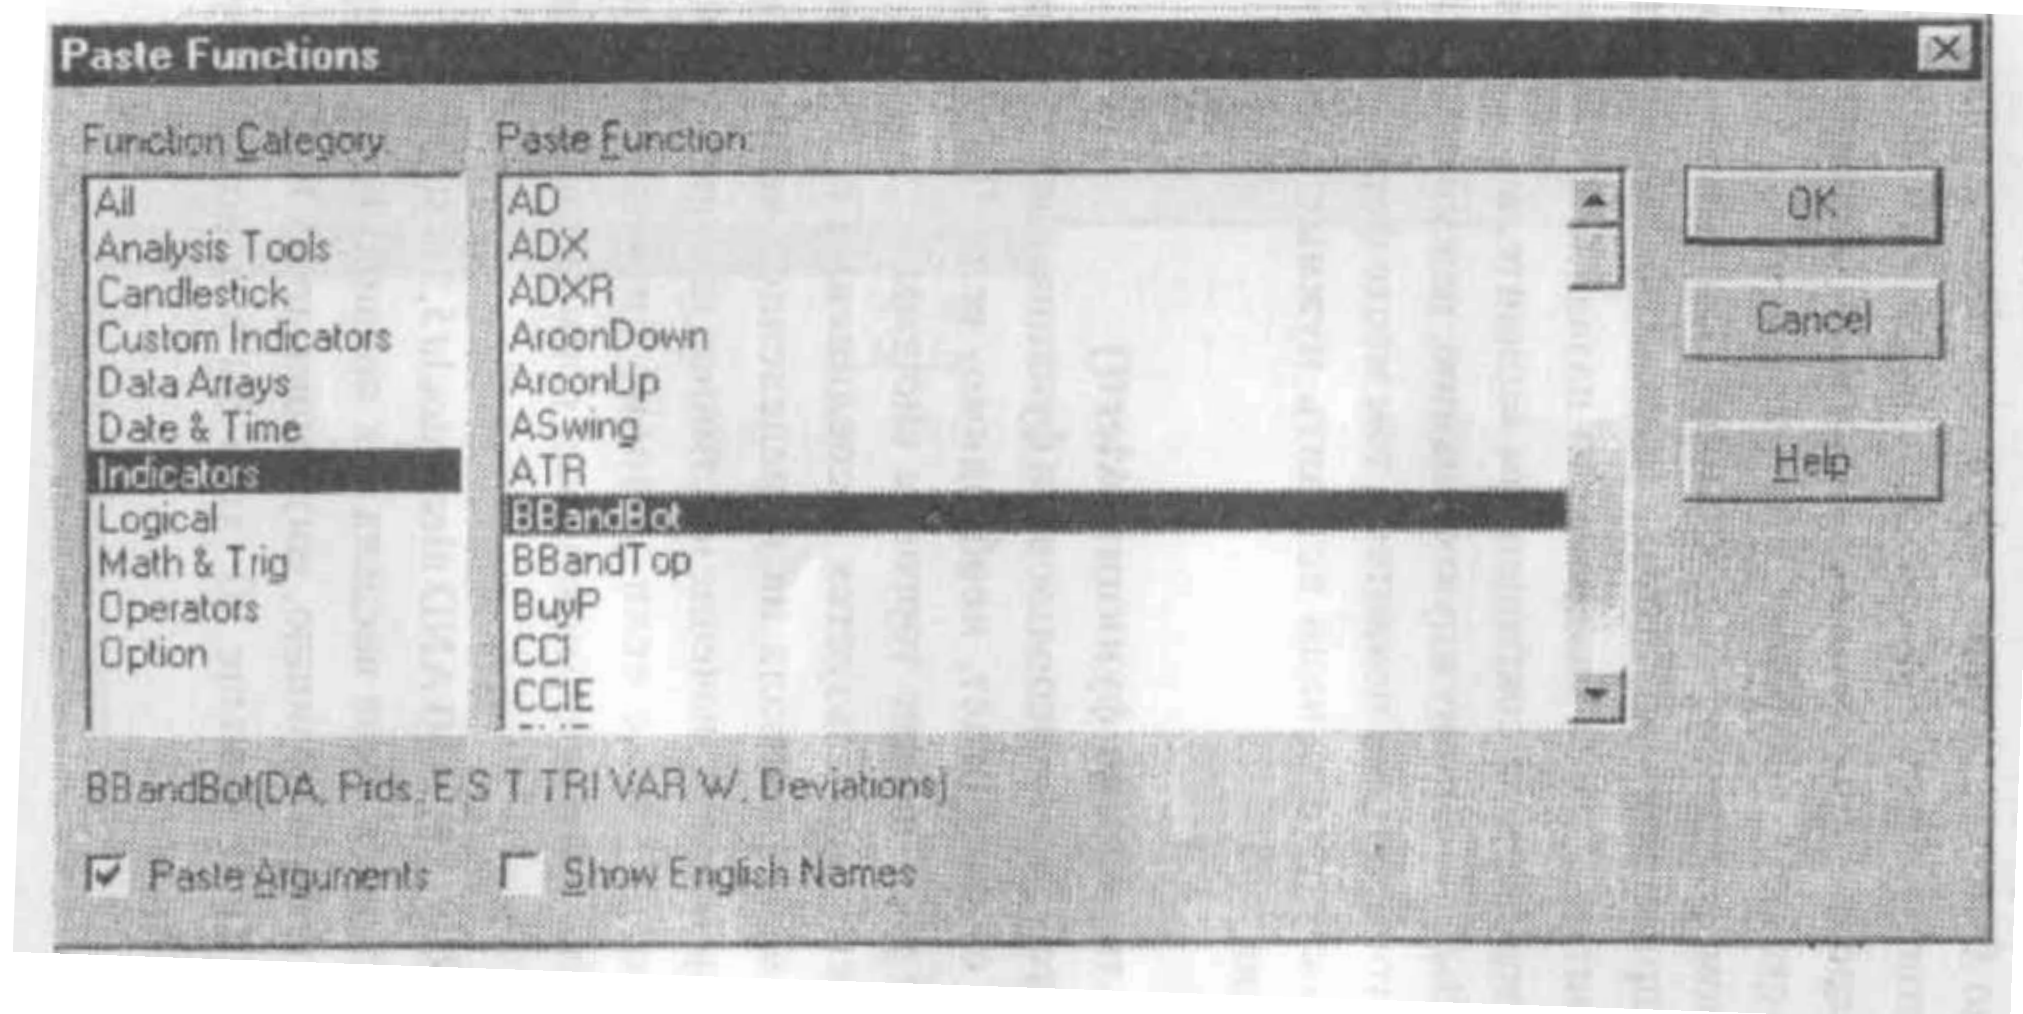 Paste Functions
Function Category
Paste Function
All
Analysis Tools
Candlestick
Custom Indicators
Data Arrays
Date & Time
Indicators
Logical
Math & Trig
Operators
Option
AD
ADX
ADXR
AroonDown
AroonUp
ASwing
ATR
BBandBot
BBandTop
BuyP
CCI
CCIE
OK
Cancel
Help
BBandBot(DA, Prds, E S T TRI VAR W, Deviations)
Paste Arguments
Show English Names